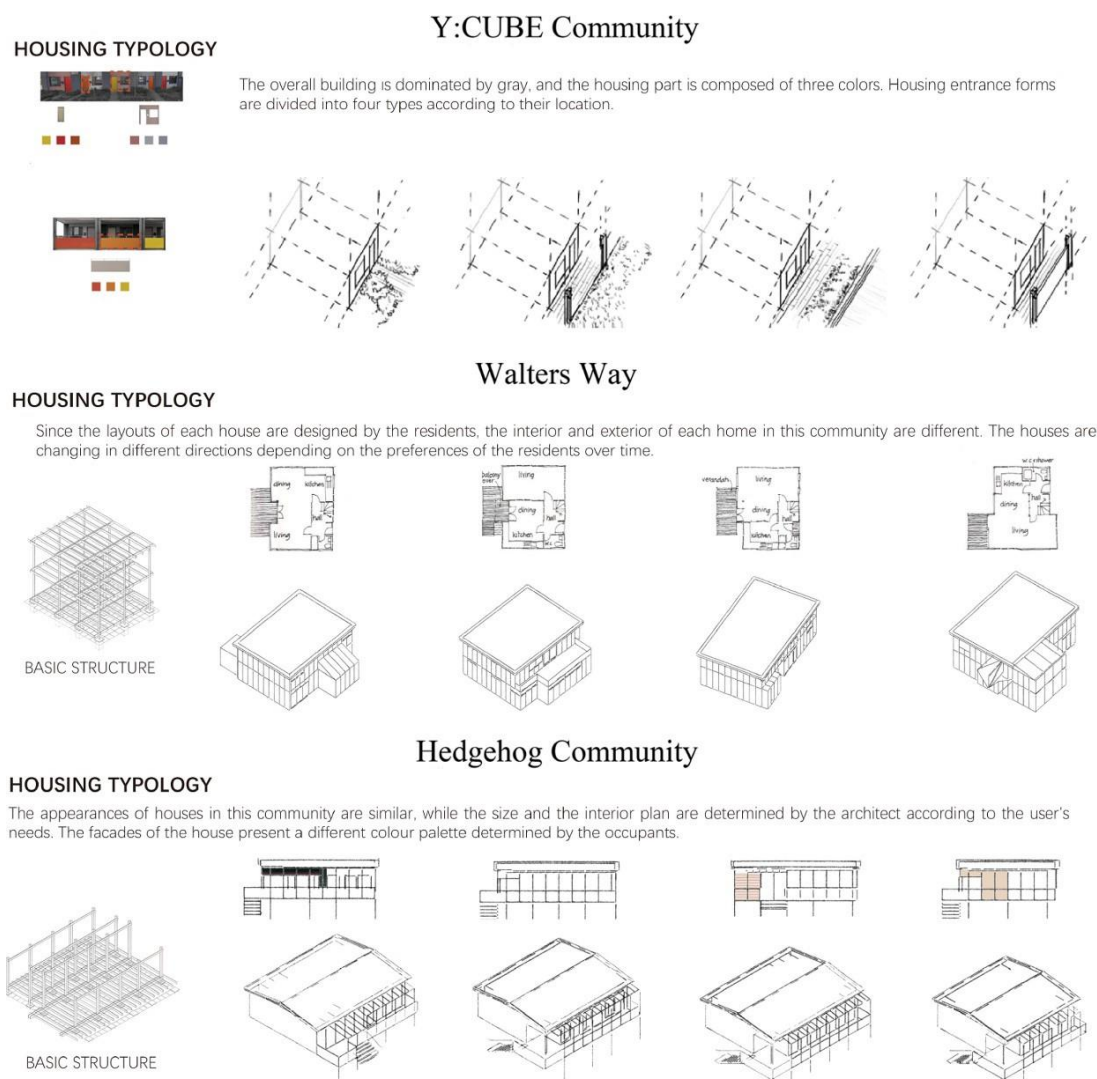 Y:CUBE Community
HOUSING TYPOLOGY
The overall building is dominated by gray, and the housing part is composed of three colors. Housing entrance forms
are divided into four types according to their location.
Walters Way
HOUSING TYPOLOGY
Since the layouts of each house are designed by the residents, the interior and exterior of each home in this community are different. The houses are
changing in different directions depending on the preferences of the residents over time.
dining
kitchen
hall
living
balcony
over
living
dining
hall
kitchen
verandah
living
dining
hall
kitchen
kitchen
hall
dining
living
BASIC STRUCTURE
Hedgehog Community
HOUSING TYPOLOGY
The appearances of houses in this community are similar, while the size and the interior plan are determined by the architect according to the user's
needs. The facades of the house present a different colour palette determined by the occupants.
BASIC STRUCTURE